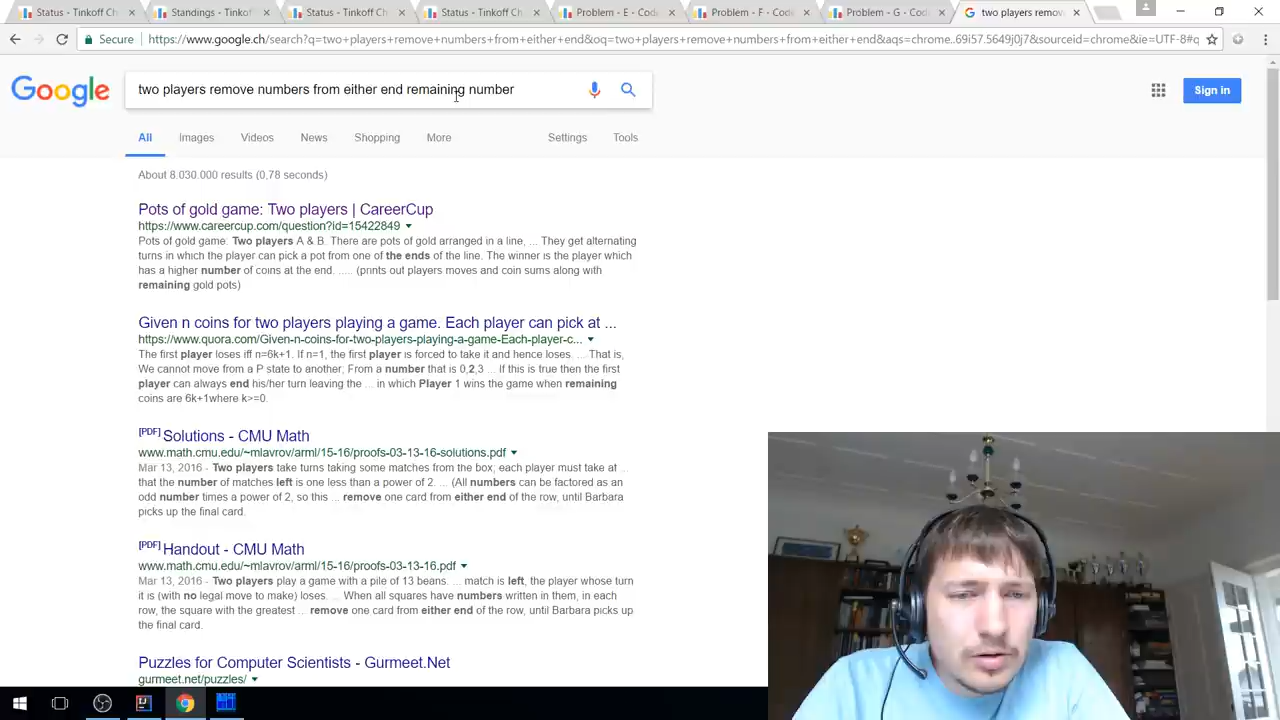 Status - Tinkoff Ch
Standings - Tinkoff
Status - Tinkoff Ch
Status - Tinkoff Ch
Problem - E - Code
Problem - F - Code
Problem - G - Code
two players remov
Secure
https://www.google.ch/search?q=two+players+remove+numbers+from+either+end&oq=two+players+remove+numbers+from+either+end&aqs=chrome..69i57.5649j0j7&sourceid=chrome&ie=UTF-8#q
Google
two players remove numbers from either end remaining number
Sign in
All Images Videos News Shopping More Settings Tools
About 8.030.000 results (0,78 seconds)
Pots of gold game: Two players | CareerCup
https://www.careercup.com/question?id=15422849
Pots of gold game. Two players A & B. There are pots of gold arranged in a line, ... They get alternating
turns in which the player can pick a pot from one of the ends of the line. The winner is the player which
has a higher number of coins at the end. ..... (prints out players moves and coin sums along with
remaining gold pots)
Given n coins for two players playing a game. Each player can pick at ...
https://www.quora.com/Given-n-coins-for-two-players-playing-a-game-Each-player-c...
The first player loses iff n=6k+1. If n=1, the first player is forced to take it and hence loses. ... That is,
We cannot move from a P state to another; From a number that is 0,2,3 ... If this is true then the first
player can always end his/her turn leaving the ... in which Player 1 wins the game when remaining
coins are 6k+1where k>=0.
[PDF] Solutions - CMU Math
www.math.cmu.edu/~mlavrov/arml/15-16/proofs-03-13-16-solutions.pdf
Mar 13, 2016 - Two players take turns taking some matches from the box, each player must take at ...
that the number of matches left is one less than a power of 2. ... (All numbers can be factored as an
odd number times a power of 2, so this ... remove one card from either end of the row, until Barbara
picks up the final card.
[PDF] Handout - CMU Math
www.math.cmu.edu/~mlavrov/arml/15-16/proofs-03-13-16.pdf
Mar 13, 2016 - Two players play a game with a pile of 13 beans. ... match is left, the player whose turn
it is (with no legal move to make) loses. ... When all squares have numbers written in them, in each
row, the square with the greatest ... remove one card from either end of the row, until Barbara picks up
the final card.
Puzzles for Computer Scientists - Gurmeet.Net
gurmeet.net/puzzles/